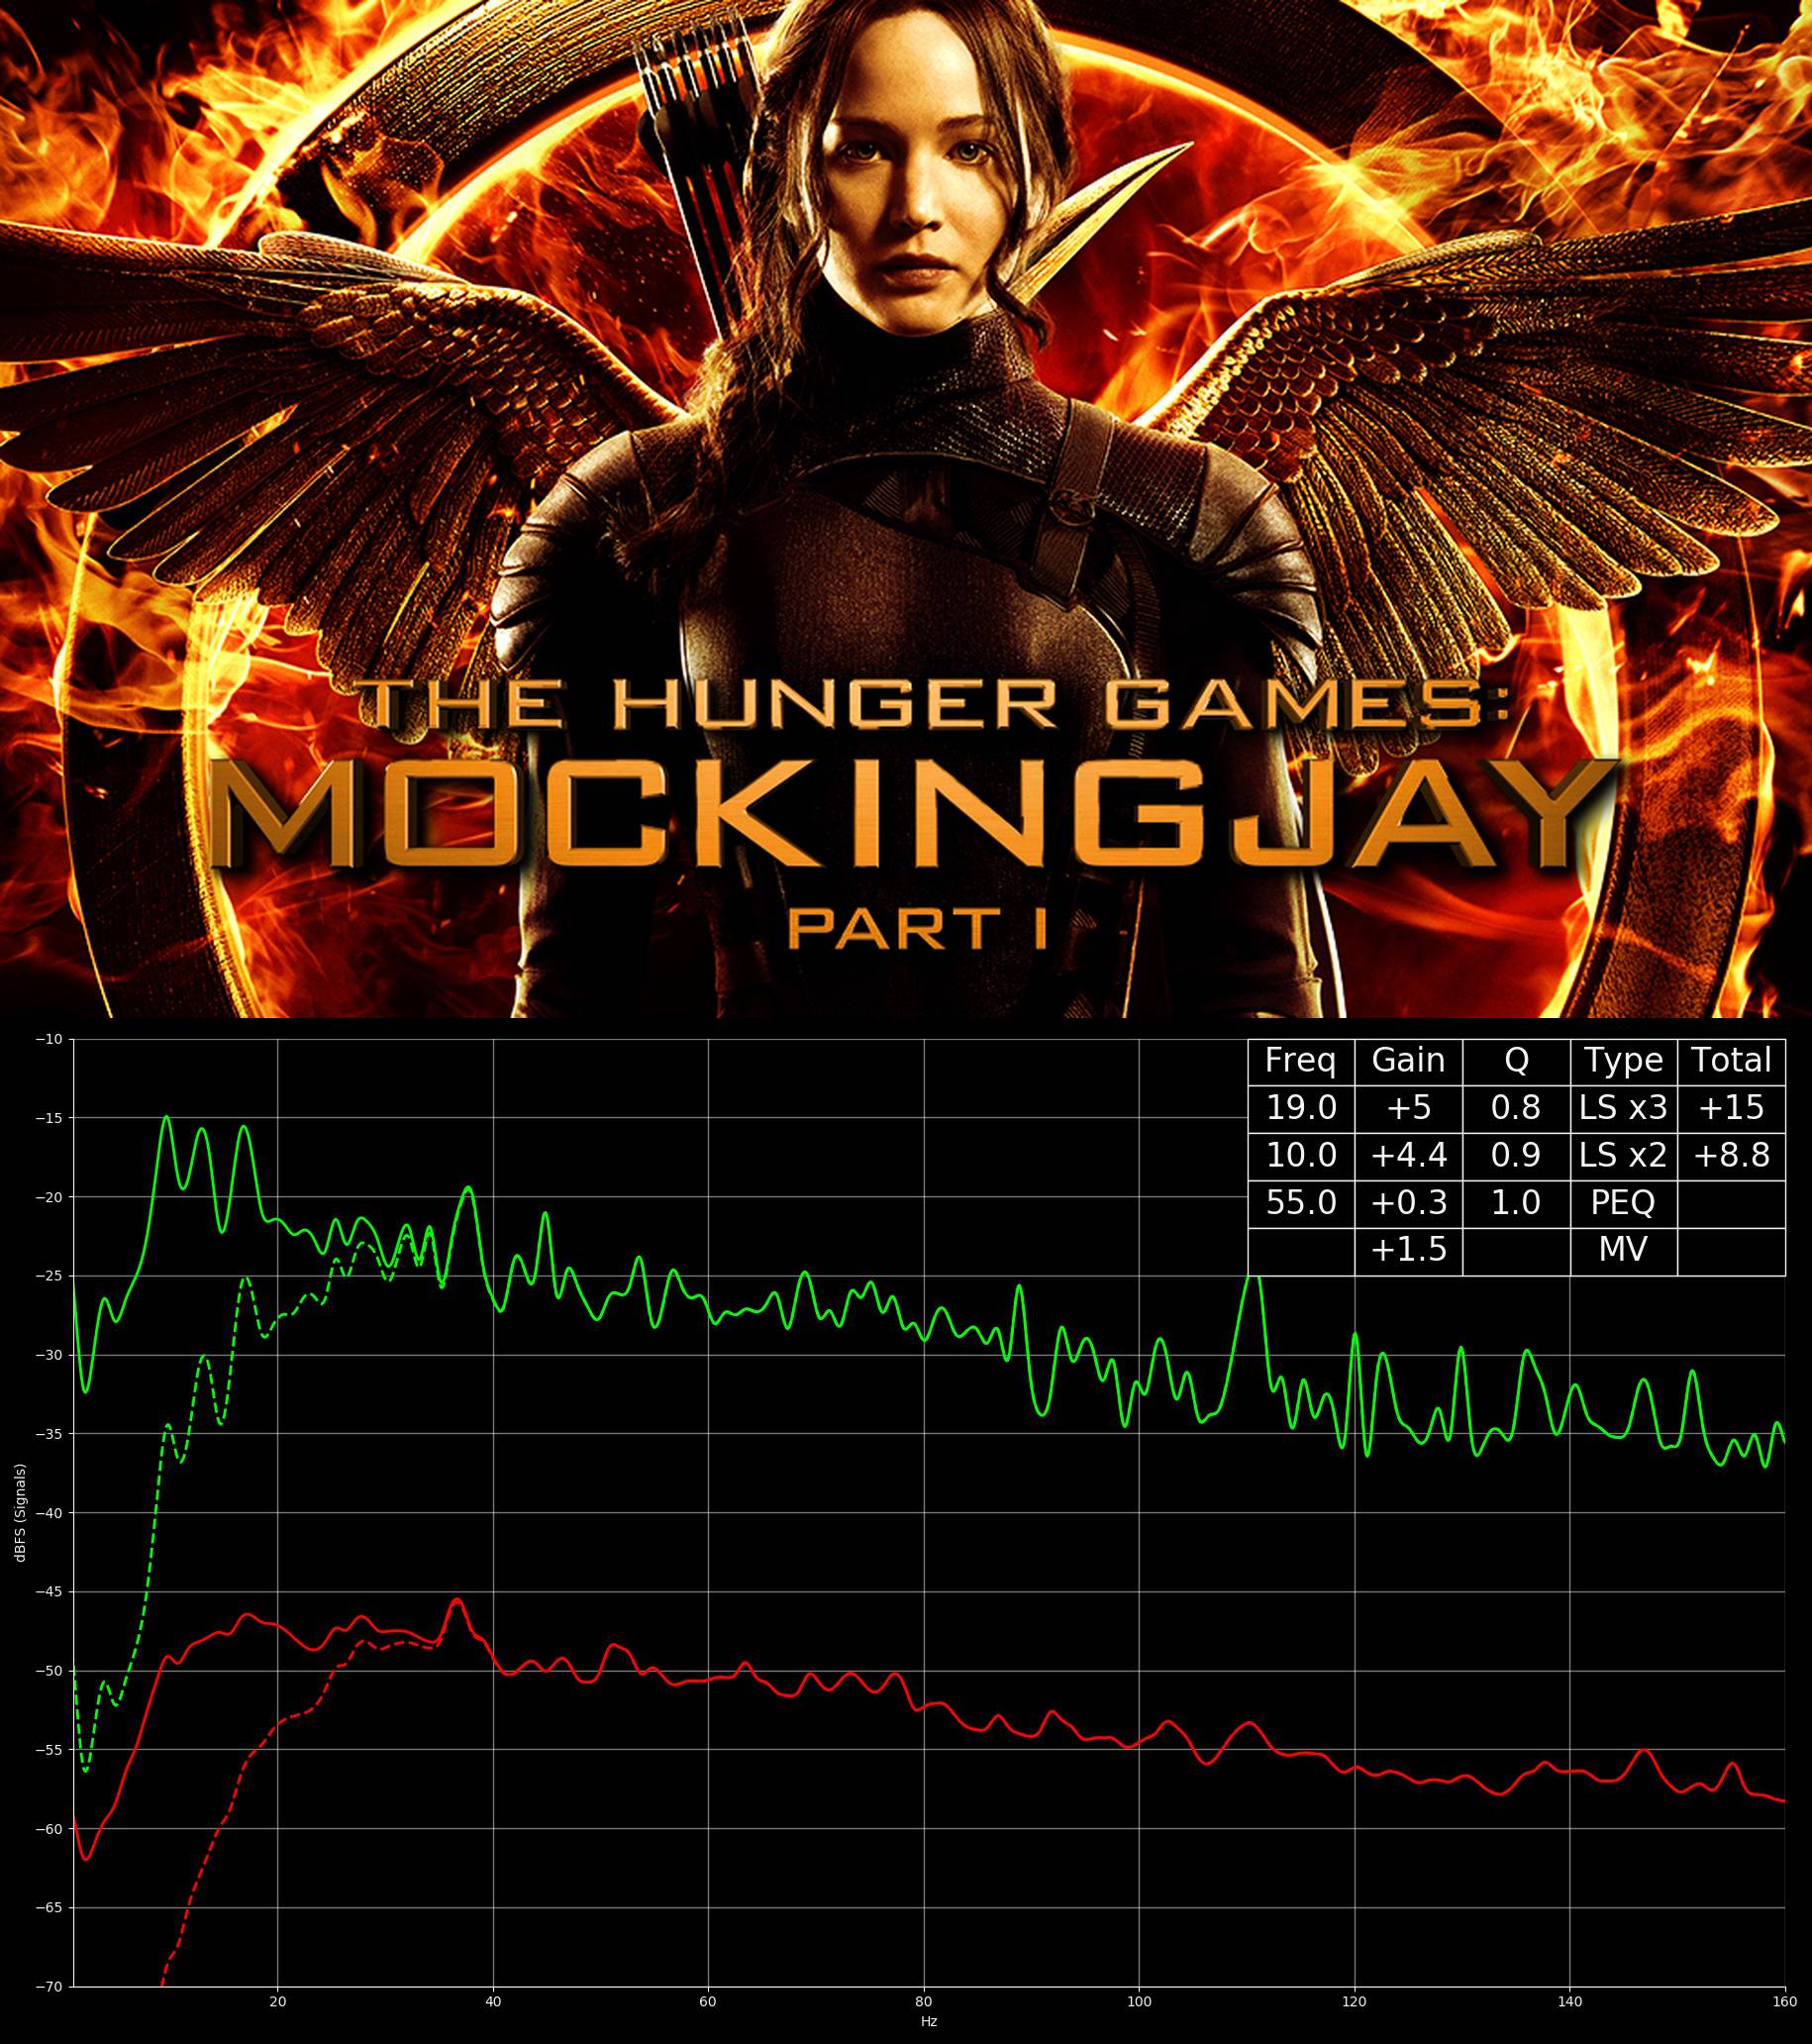 THE HUNGER GAMES:
MOCKINGJAY
PART I
Freq Gain Q Type Total
19.0 +5 0.8 LS x3 +15
10.0 +4.4 0.9 LS x2 +8.8
55.0 +0.3 1.0 PEQ
+1.5 MV
−10
−15
−20
−25
−30
−35
−40
−45
−50
−55
−60
−65
−70
dBFS (Signals)
20 40 60 80 100 120 140 160
Hz